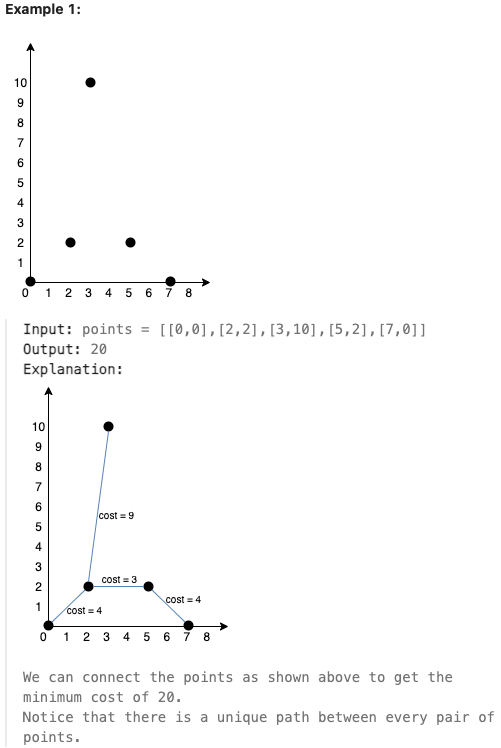 Example 1:
10
9
8
7
6
5
4
3
2
1
0 1 2 3 4 5 6 7 8
Input: points = [[0,0],[2,2],[3,10],[5,2],[7,0]]
Output: 20
Explanation:
10
9
8
7
6
cost = 9
5
4
3
2
cost = 3
1
cost = 4
cost = 4
0 1 2 3 4 5 6 7 8
We can connect the points as shown above to get the
minimum cost of 20.
Notice that there is a unique path between every pair of
points.